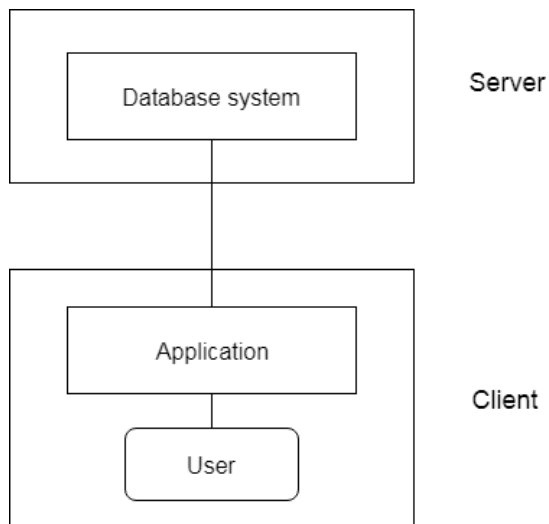 Database system
Server
Application
Client
User